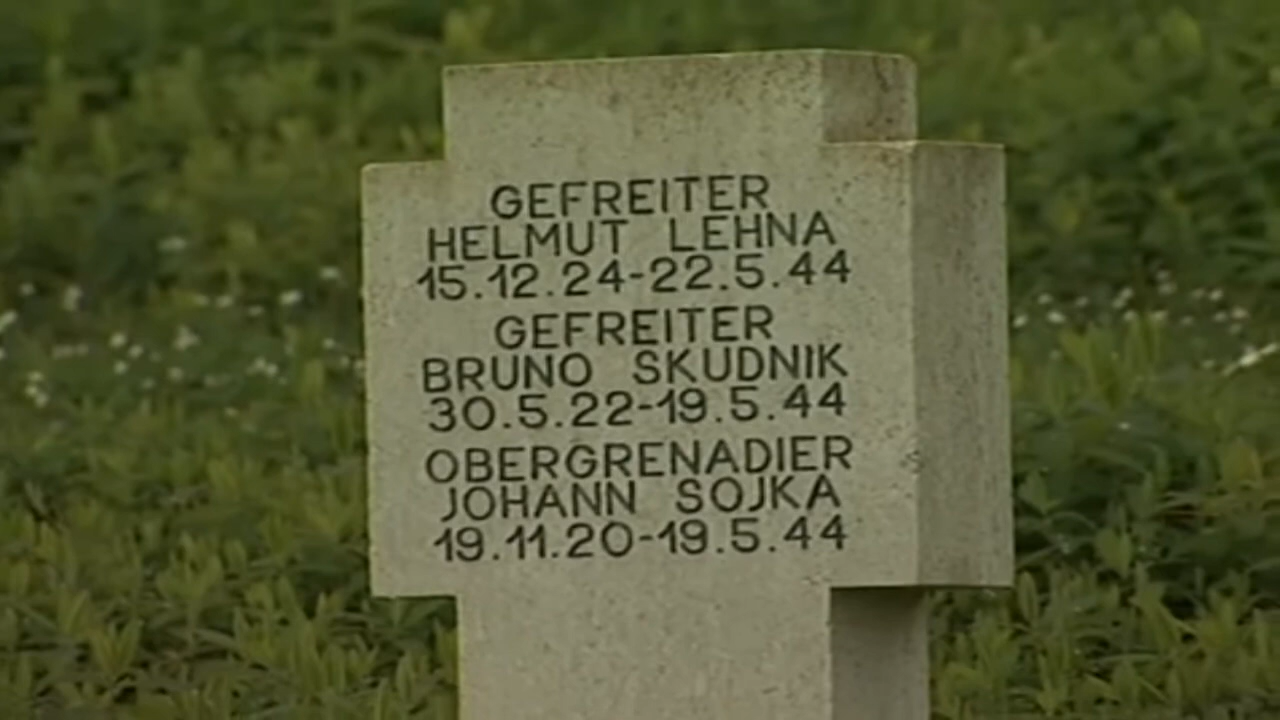 GEFREITER
HELMUT LEHNA
15.12.24-22.5.44
GEFREITER
BRUNO SKUDNIK
30.5.22-19.5.44
OBERGRENADIER
JOHANN SOJKA
19.11.20-19.5.44